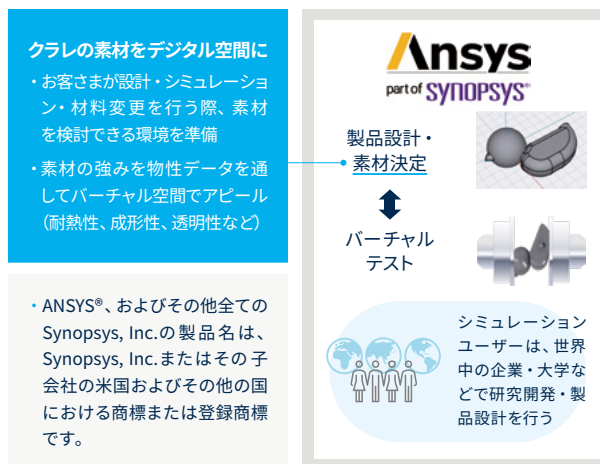 クラレの素材をデジタル空間に
・お客さまが設計・シミュレーショ
ン・材料変更を行う際、素材
を検討できる環境を準備
・素材の強みを物性データを通
してバーチャル空間でアピール
（耐熱性、成形性、透明性など）
・ANSYS®、およびその他全ての
Synopsys, Inc.の製品名は、
Synopsys, Inc.またはその子
会社の米国およびその他の国
における商標または登録商標
です。
Ansys
part of SYNOPSYS®
製品設計・
素材決定
バーチャル
テスト
シミュレーション
ユーザーは、世界
中の企業・大学な
どで研究開発・製
品設計を行う